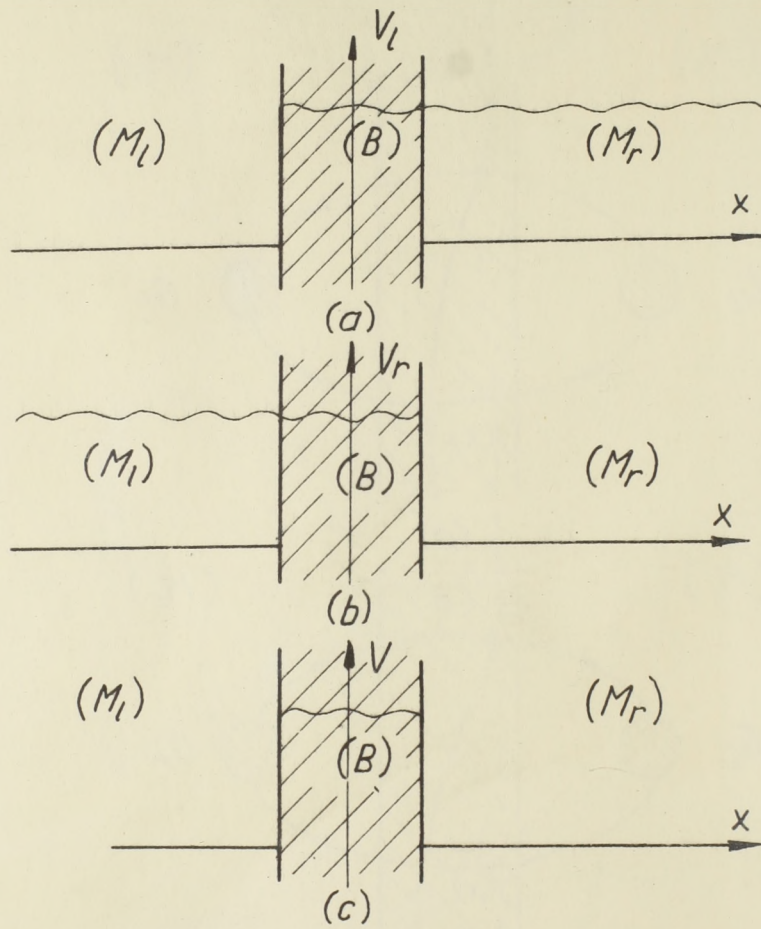 V_l
(M_l) (B) (M_r)
x
(a)
V_r
(M_l) (B) (M_r)
x
(b)
V
(M_l) (M_r)
(B)
x
(c)